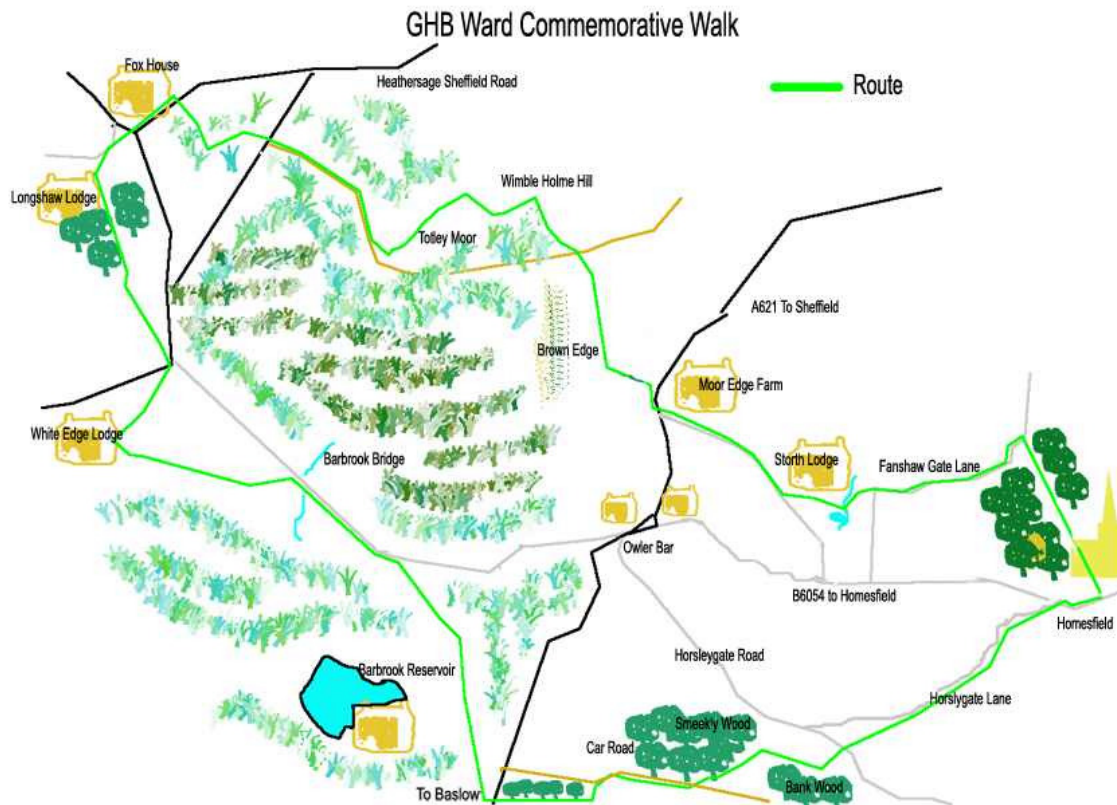 GHB Ward Commemorative Walk
Fox House
Heathersage Sheffield Road
Route
Longshaw Lodge
Wimble Holme Hill
Totley Moor
A621 To Sheffield
Brown Edge
Moor Edge Farm
White Edge Lodge
Barbrook Bridge
Storth Lodge
Fanshaw Gate Lane
Owler Bar
B6054 to Homesfield
Homesfield
Horsleygate Road
Barbrook Reservoir
Horslygate Lane
Smeekly Wood
Car Road
Bank Wood
To Baslow